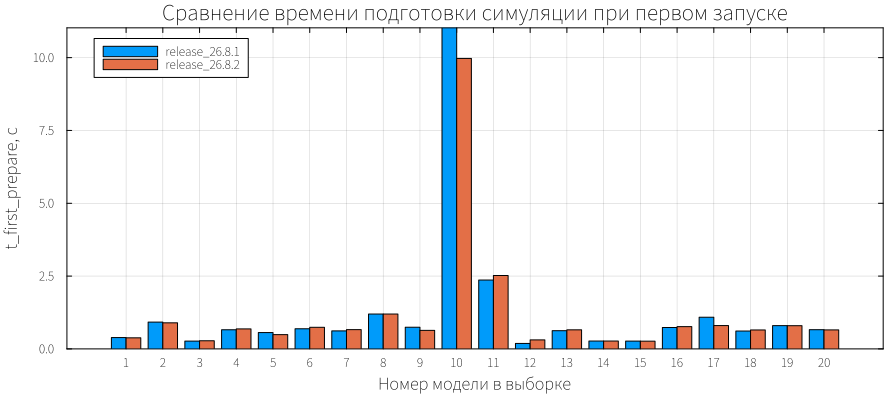 Сравнение времени подготовки симуляции при первом запуске
release_26.8.1
release_26.8.2
t_first_prepare, с
10.0
7.5
5.0
2.5
0.0
1 2 3 4 5 6 7 8 9 10 11 12 13 14 15 16 17 18 19 20
Номер модели в выборке